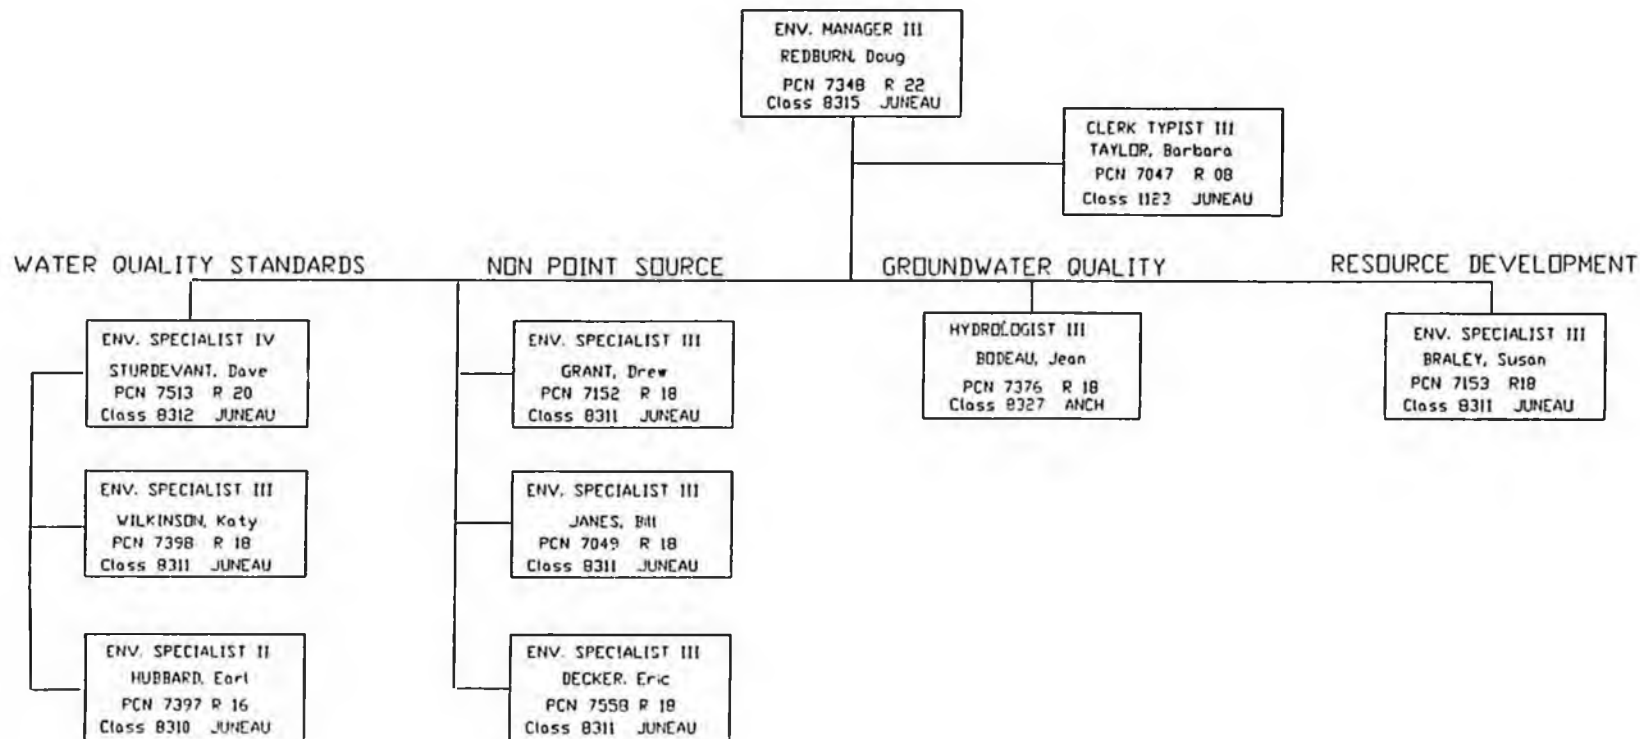 ENV. MANAGER III
REDBURN, Doug
PCN 7348 R 22
Class 8315 JUNEAU
CLERK TYPIST III
TAYLOR, Barbara
PCN 7047 R 08
Class 1123 JUNEAU
WATER QUALITY STANDARDS
NON POINT SOURCE
GROUNDWATER QUALITY
RESOURCE DEVELOPMENT
ENV. SPECIALIST IV
STURDEVANT, Dave
PCN 7513 R 20
Class 8312 JUNEAU
ENV. SPECIALIST III
GRANT, Drew
PCN 7152 R 18
Class 8311 JUNEAU
HYDROLOGIST III
BODEAU, Jean
PCN 7376 R 18
Class 8327 ANCH
ENV. SPECIALIST III
BRALEY, Susan
PCN 7153 R18
Class 8311 JUNEAU
ENV. SPECIALIST III
WILKINSON, Katy
PCN 7398 R 18
Class 8311 JUNEAU
ENV. SPECIALIST III
JANES, Bill
PCN 7049 R 18
Class 8311 JUNEAU
ENV. SPECIALIST II
HUBBARD, Earl
PCN 7397 R 16
Class 8310 JUNEAU
ENV. SPECIALIST III
DECKER, Eric
PCN 7558 R 18
Class 8311 JUNEAU